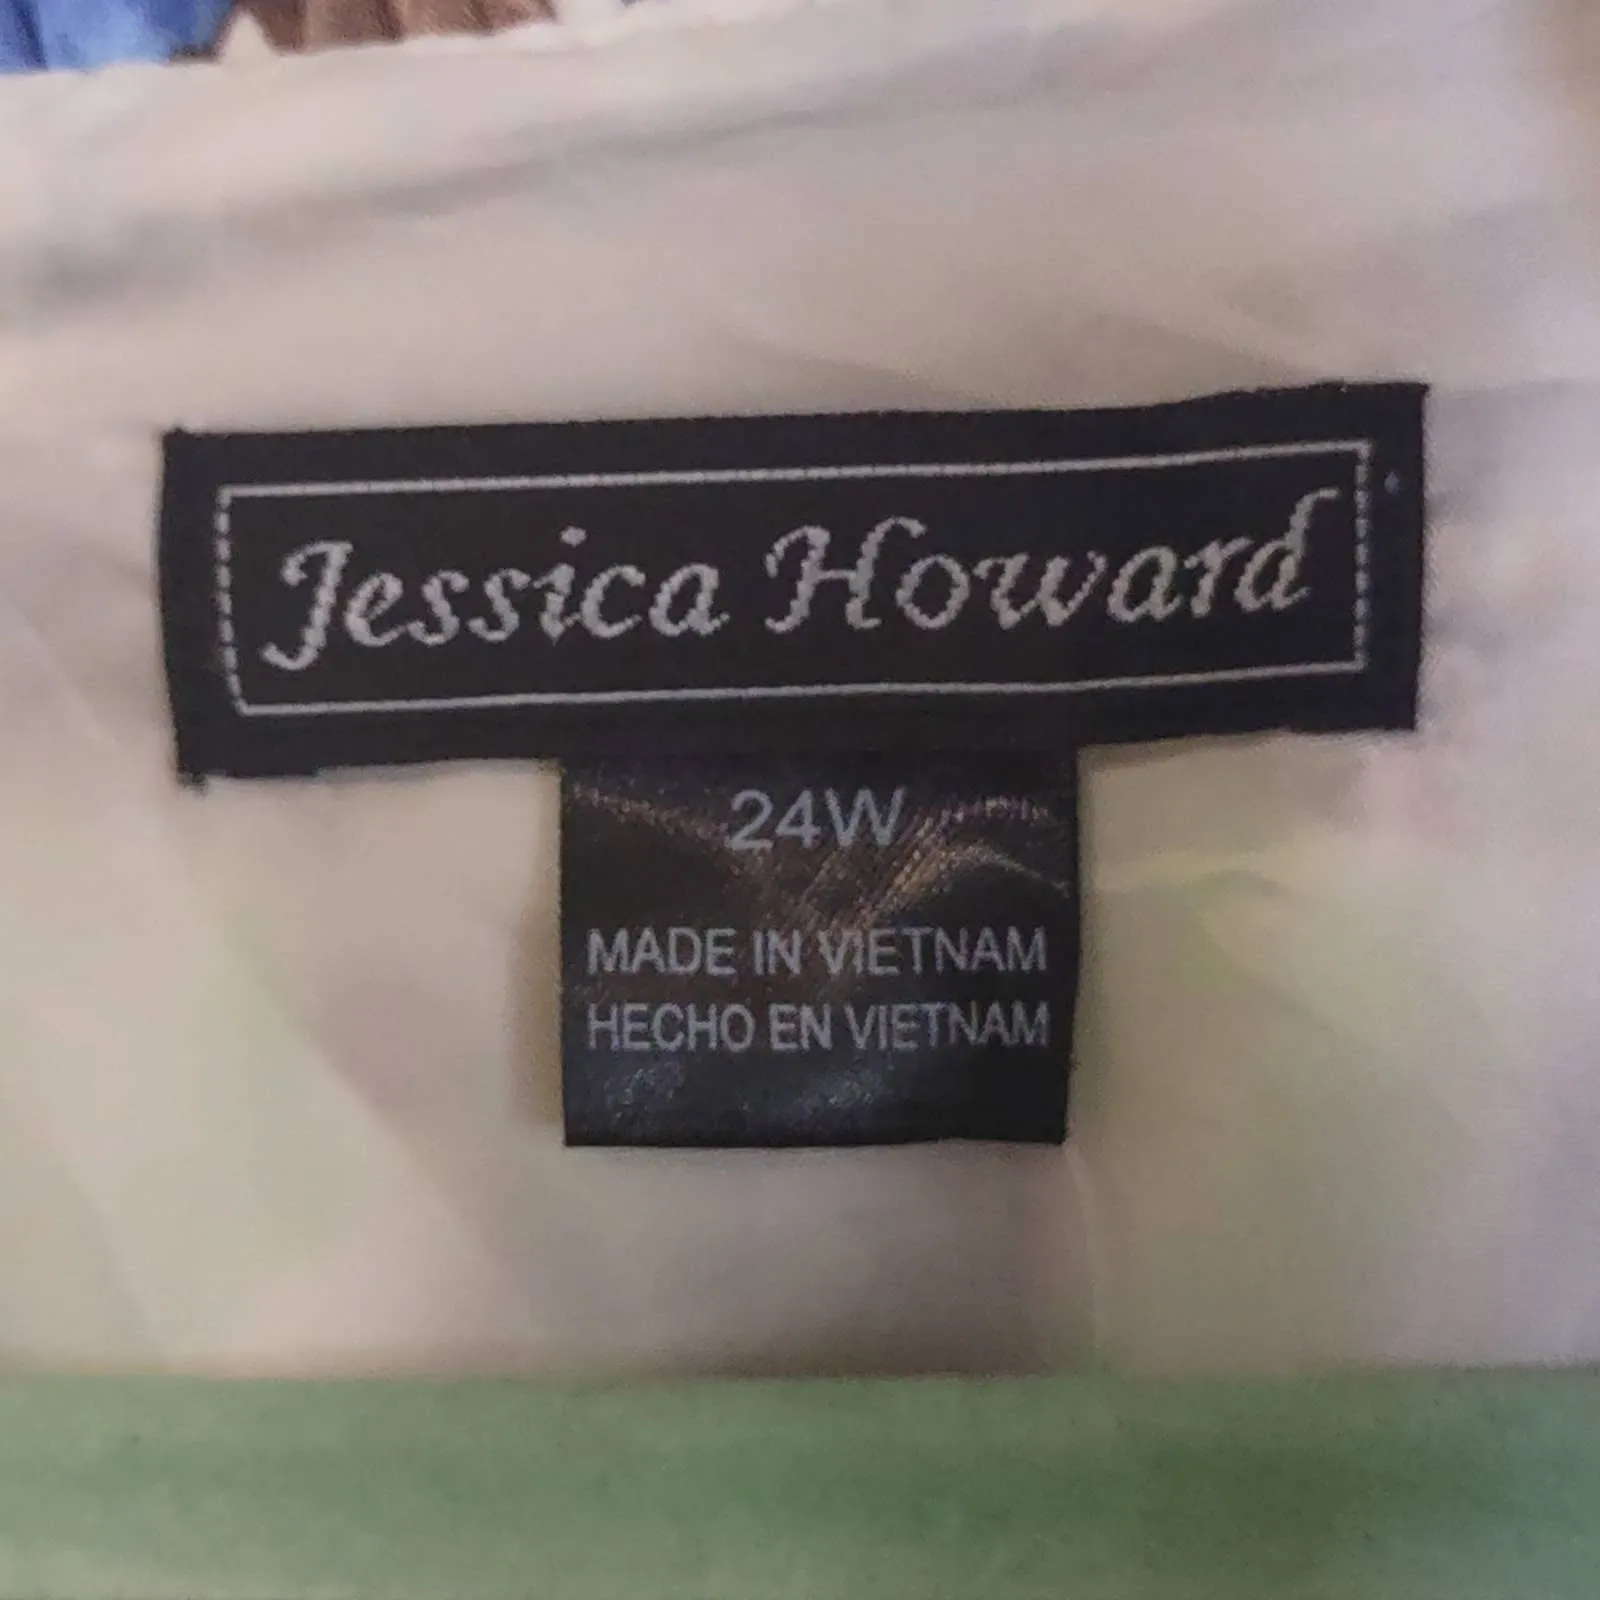 Jessica Howard
24W
MADE IN VIETNAM
HECHO EN VIETNAM